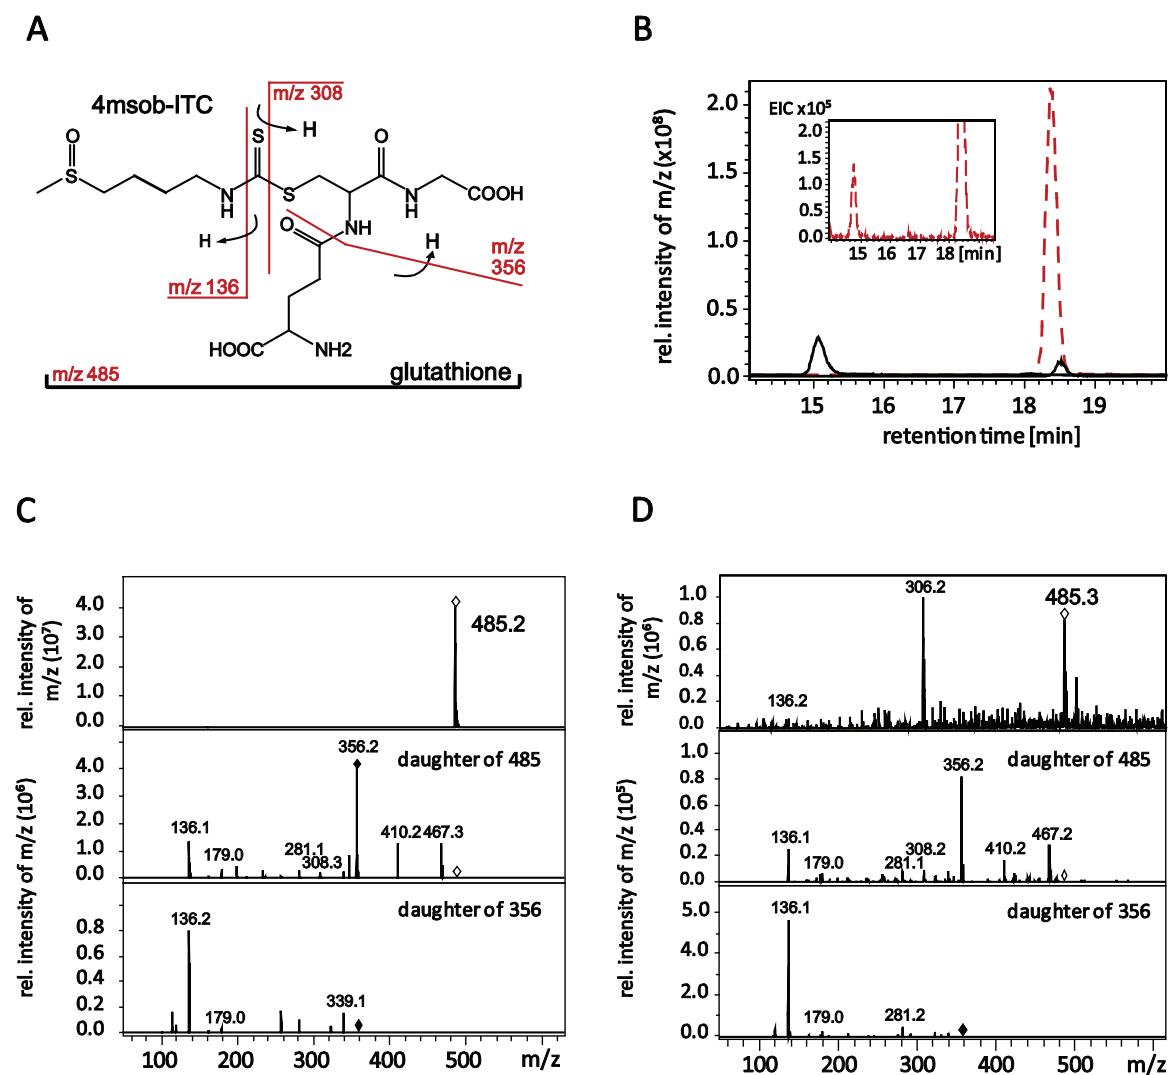 A
4msob-ITC
m/z 308
H
O
S
S
N
H
S
O
N
H
COOH
O
NH
H
H
m/z
356
m/z 136
HOOC
NH2
m/z 485
glutathione
B
rel. intensity of m/z (x10⁸)
2.0
1.5
1.0
0.5
0.0
EIC x10⁵
2.0
1.5
1.0
0.5
0.0
15 16 17 18 [min]
15 16 17 18 19
retention time [min]
C
rel. intensity of
m/z (10⁷)
4.0
3.0
2.0
1.0
0.0
485.2
rel. intensity of m/z (10⁶)
daughter of 485
4.0
3.0
2.0
1.0
0.0
136.1
179.0
281.1
308.3
356.2
410.2
467.3
daughter of 356
0.8
0.6
0.4
0.2
0.0
136.2
179.0
339.1
100 200 300 400 500 m/z
D
rel. intensity of
m/z (10⁶)
1.0
0.8
0.6
0.4
0.2
0.0
136.2
306.2
485.3
rel. intensity of m/z (10⁵)
daughter of 485
1.0
0.8
0.6
0.4
0.2
0.0
136.1
179.0
281.1
308.2
356.2
410.2
467.2
daughter of 356
5.0
4.0
2.0
0.0
136.1
179.0
281.2
100 200 300 400 500 m/z